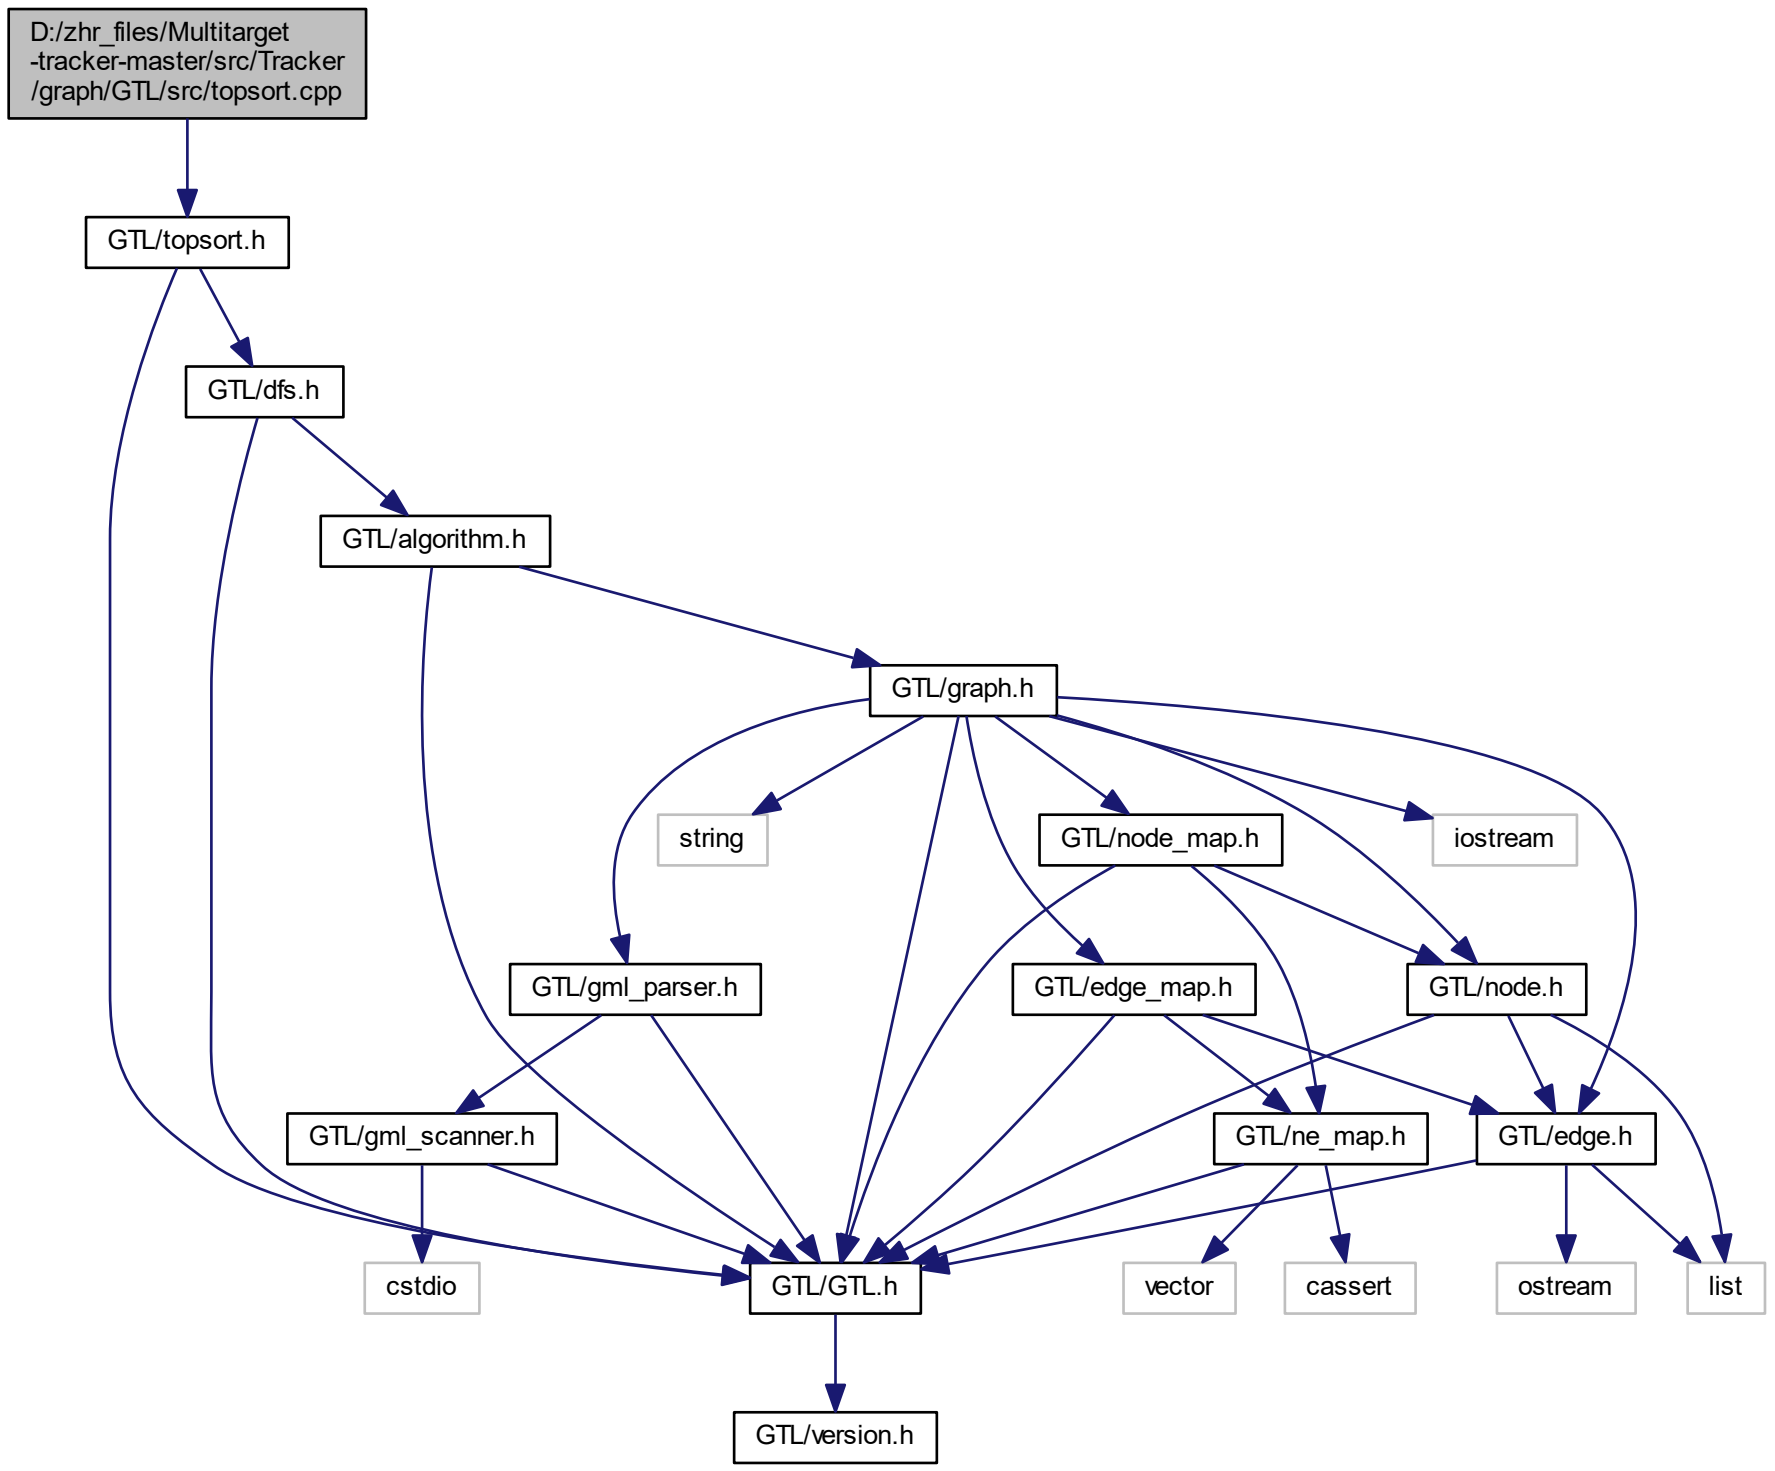 D:/zhr_files/Multitarget
-tracker-master/src/Tracker
/graph/GTL/src/topsort.cpp
GTL/topsort.h
GTL/dfs.h
GTL/algorithm.h
GTL/graph.h
string
GTL/node_map.h
iostream
GTL/gml_parser.h
GTL/edge_map.h
GTL/node.h
GTL/gml_scanner.h
GTL/ne_map.h
GTL/edge.h
cstdio
GTL/GTL.h
vector
cassert
ostream
list
GTL/version.h